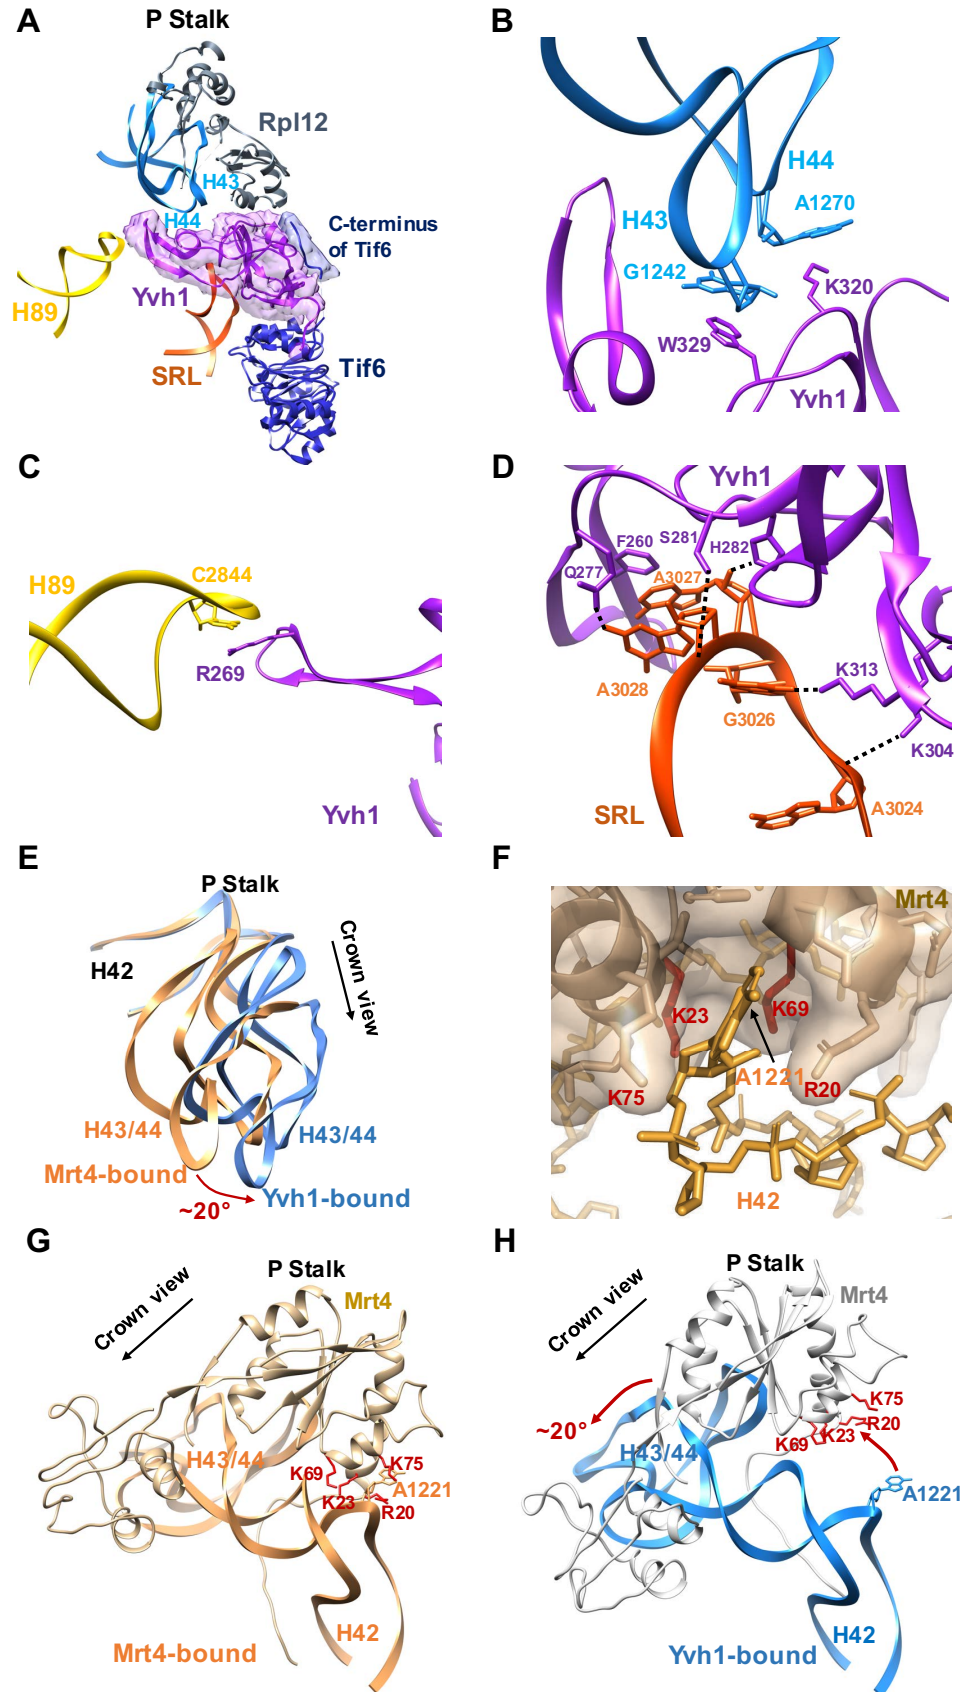 A
P Stalk
Rpl12
H43
H44
C-terminus
of Tif6
H89
Yvh1
SRL
Tif6
B
H44
A1270
H43
G1242
K320
W329
Yvh1
C
H89
C2844
R269
Yvh1
D
Yvh1
S281
F260
H282
Q277
A3027
K313
A3028
G3026
K304
A3024
SRL
E
P Stalk
H42
Crown view
H43/44
H43/44
Mrt4-bound
Yvh1-bound
~20°
F
Mrt4
K23
K69
A1221
K75
R20
H42
G
Crown view
P Stalk
Mrt4
H43/44
K69
K75
A1221
K23
R20
H42
Mrt4-bound
H
P Stalk
Crown view
Mrt4
~20°
K75
R20
K23
K69
H43/44
A1221
H42
Yvh1-bound